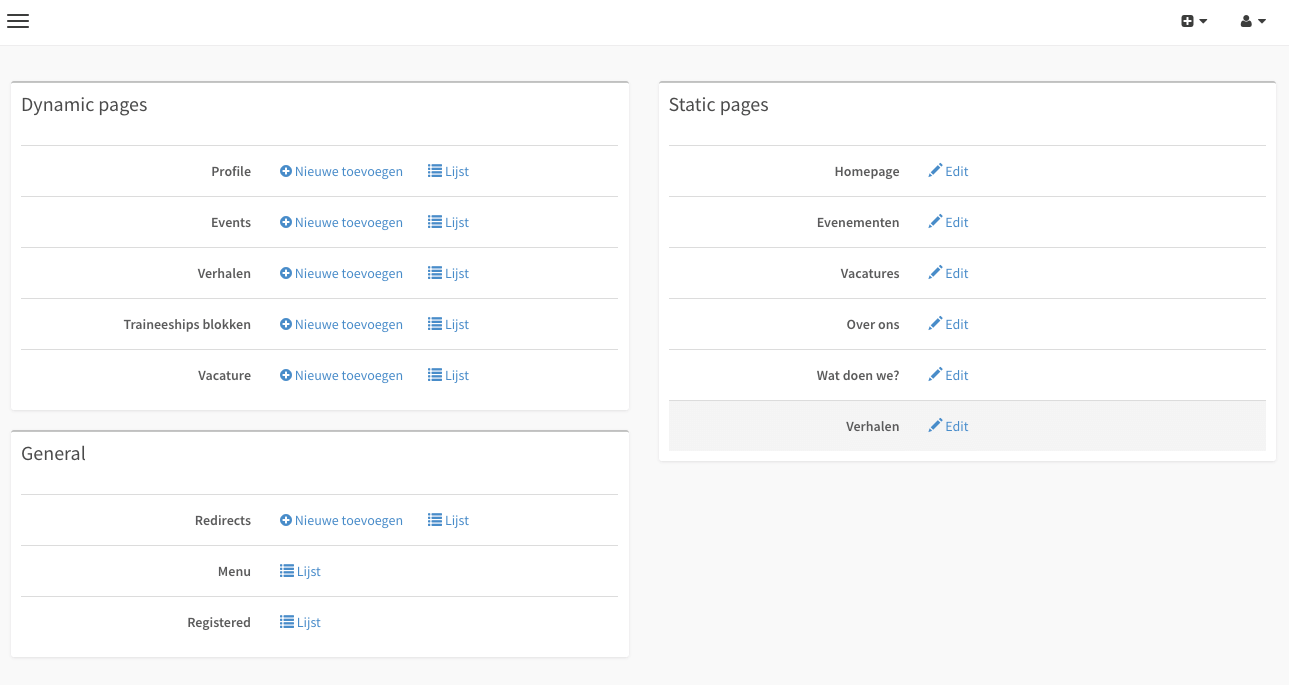 Dynamic pages
Profile Nieuwe toevoegen Lijst
Events Nieuwe toevoegen Lijst
Verhalen Nieuwe toevoegen Lijst
Traineeships blokken Nieuwe toevoegen Lijst
Vacature Nieuwe toevoegen Lijst
General
Redirects Nieuwe toevoegen Lijst
Menu Lijst
Registered Lijst
Static pages
Homepage Edit
Evenementen Edit
Vacatures Edit
Over ons Edit
Wat doen we? Edit
Verhalen Edit